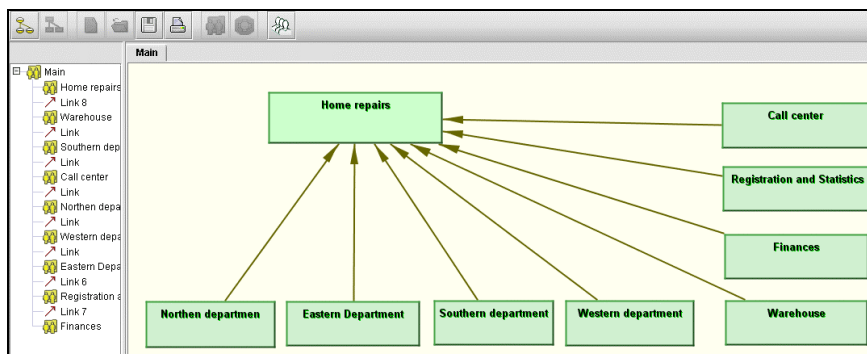 Main
Main
Home repairs
Link 8
Warehouse
Link
Southern dep
Link
Call center
Link
Northen depa
Link
Western depa
Link
Eastern Depa
Link 6
Registration a
Link 7
Finances
Home repairs
Call center
Registration and Statistics
Finances
Northen departmen
Eastern Department
Southern department
Western department
Warehouse